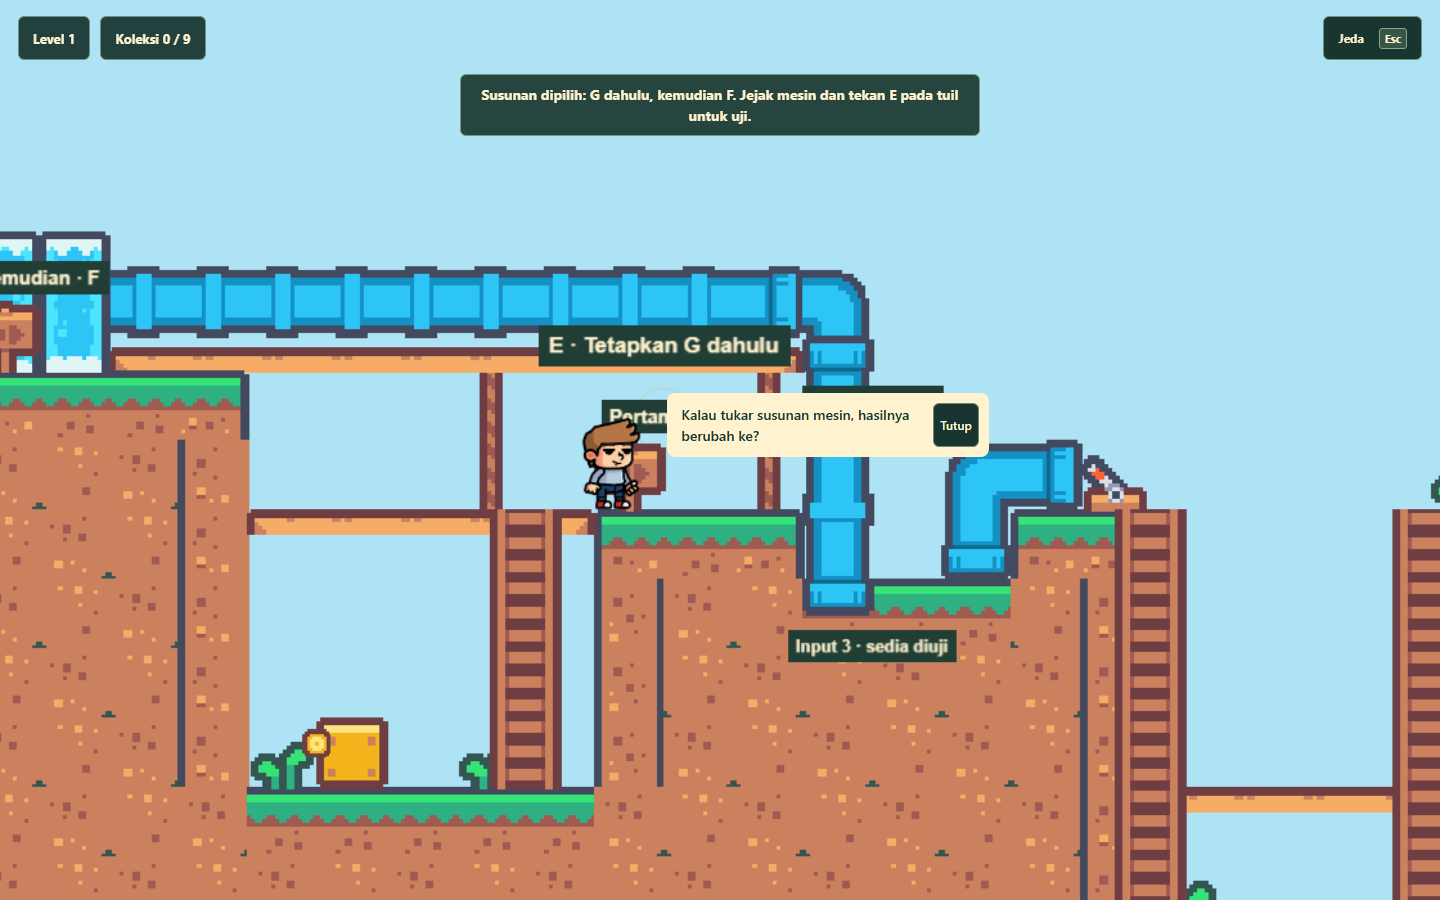 Level 1
Koleksi 0 / 9
Jeda Esc
Susunan dipilih: G dahulu, kemudian F. Jejak mesin dan tekan E pada tuil
untuk uji.
emudian · F
E · Tetapkan G dahulu
Pertan
Kalau tukar susunan mesin, hasilnya
berubah ke?
Tutup
Input 3 · sedia diuji